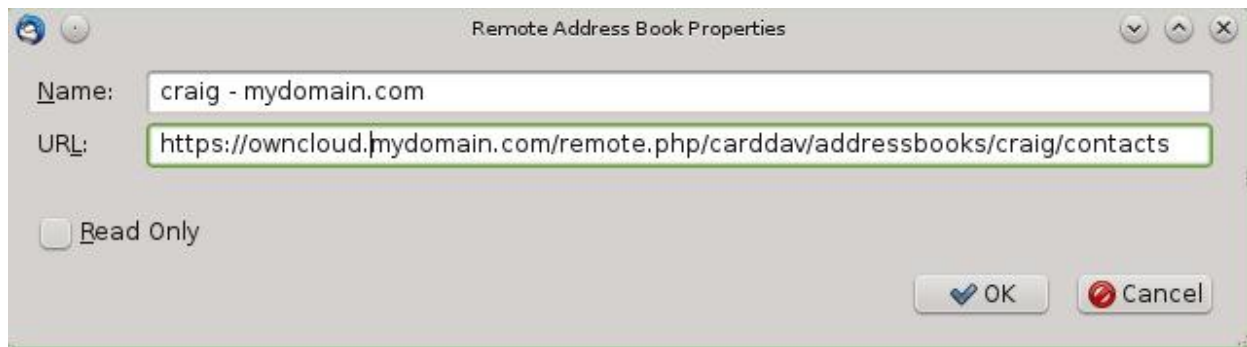 Remote Address Book Properties
Name: craig - mydomain.com
URL: https://owncloud.mydomain.com/remote.php/carddav/addressbooks/craig/contacts
Read Only
OK Cancel